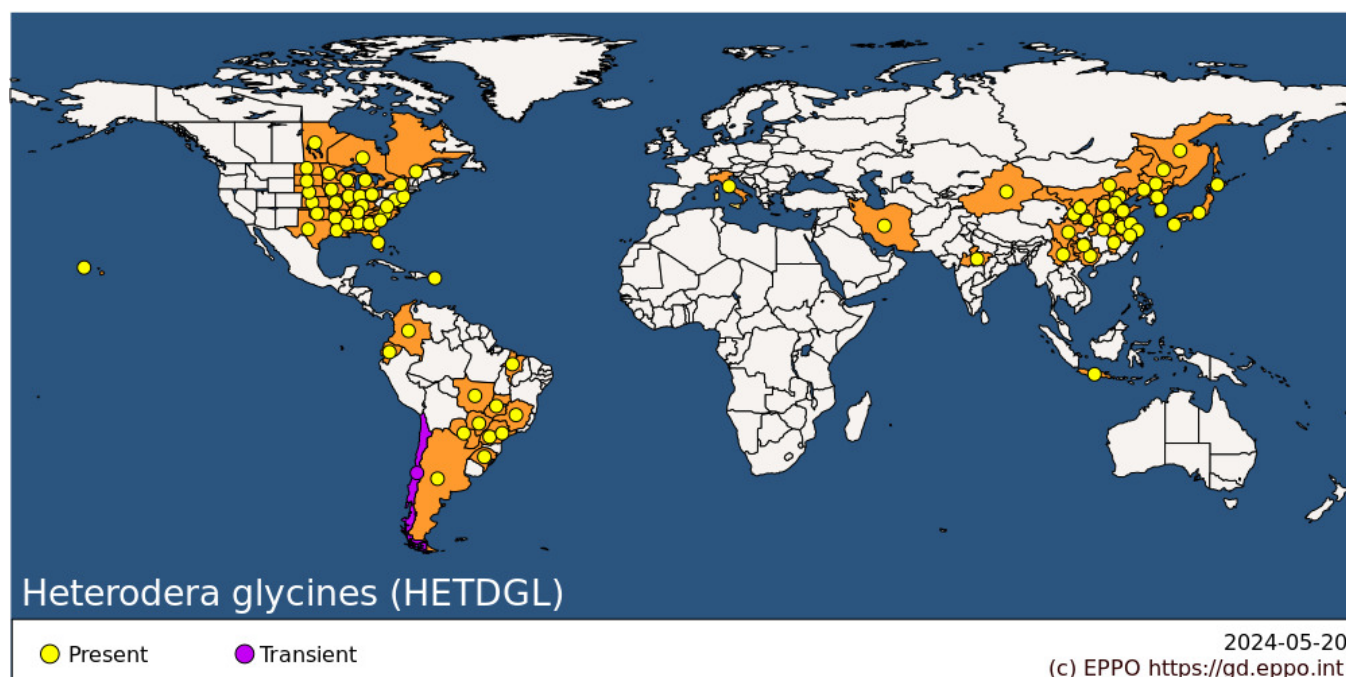 Heterodera glycines (HETDGL)
Present
Transient
2024-05-20
(c) EPPO https://gd.eppo.int